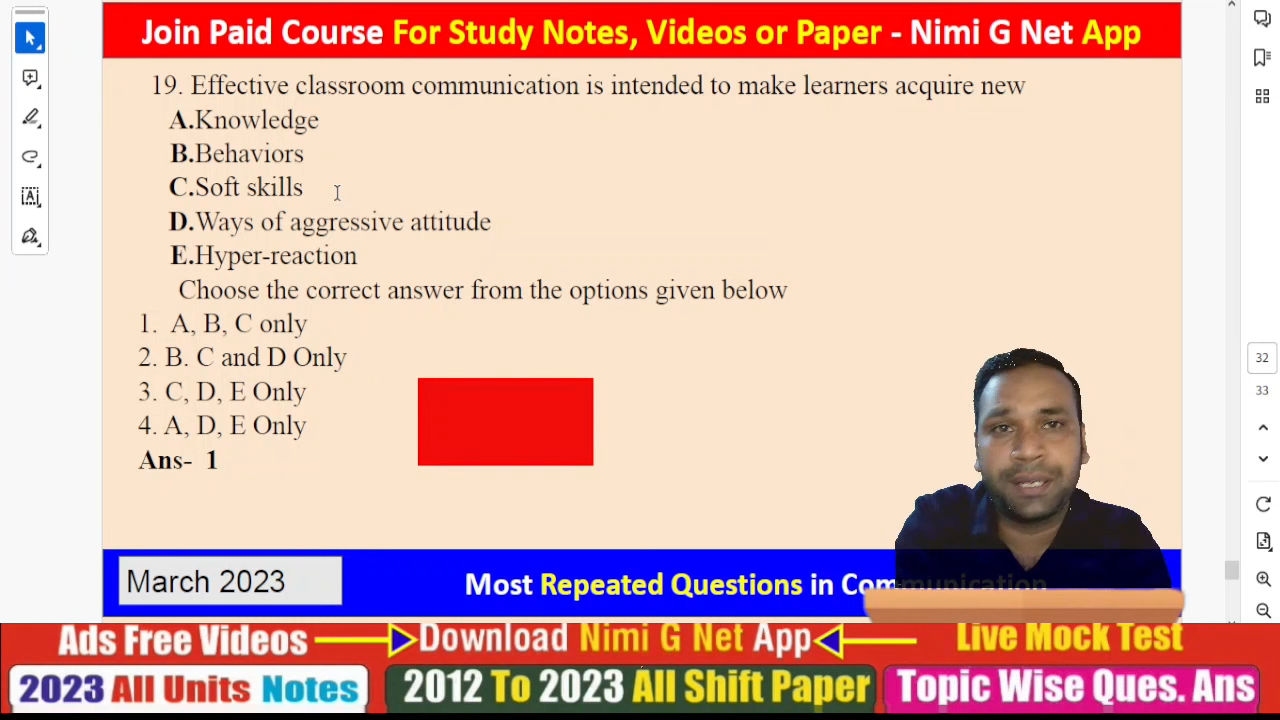 Join Paid Course For Study Notes, Videos or Paper - Nimi G Net App
19. Effective classroom communication is intended to make learners acquire new
A.Knowledge
B.Behaviors
C.Soft skills
D.Ways of aggressive attitude
E.Hyper-reaction
Choose the correct answer from the options given below
1. A, B, C only
2. B. C and D Only
3. C, D, E Only
4. A, D, E Only
Ans- 1
32
33
March 2023
Most Repeated Questions in Communication
Ads Free Videos
Download Nimi G Net App
Live Mock Test
2023 All Units Notes
2012 To 2023 All Shift Paper
Topic Wise Ques. Ans